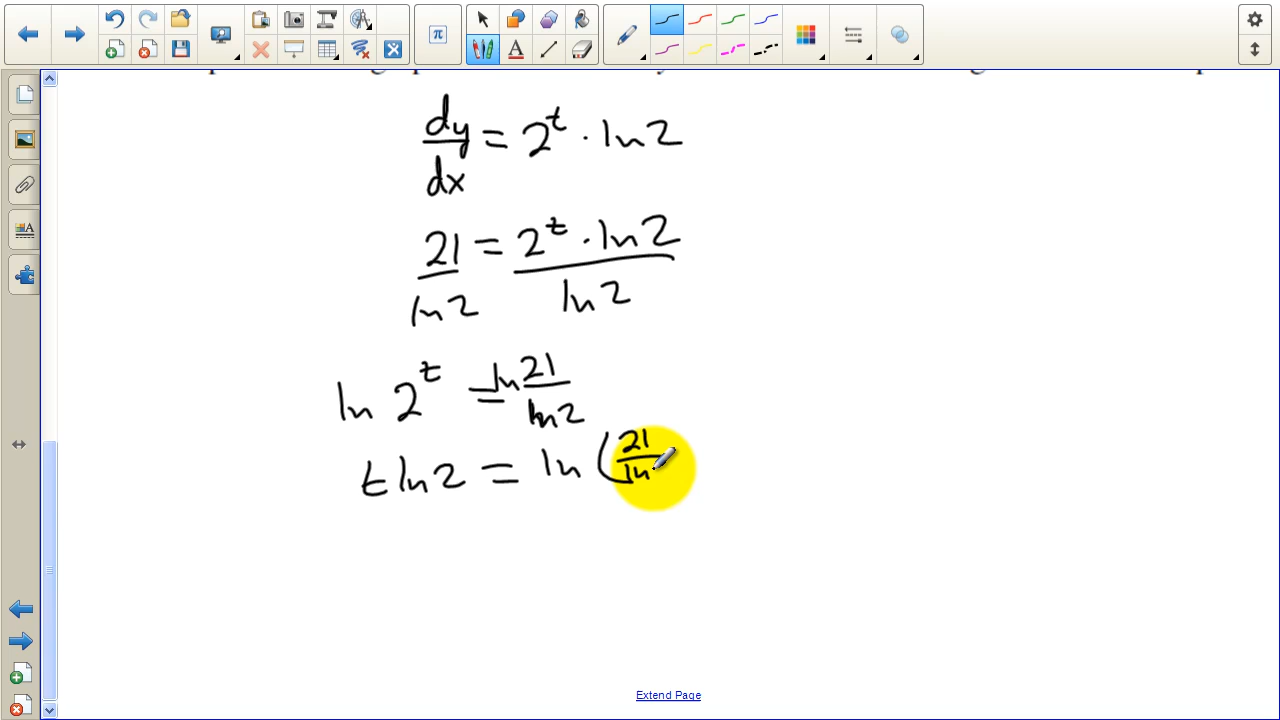 dy/dx = 2^t · ln2
21/ln2 = 2^t · ln2/ln2
ln 2^t = ln 21/ln2
t ln2 = ln (21/ln
Extend Page